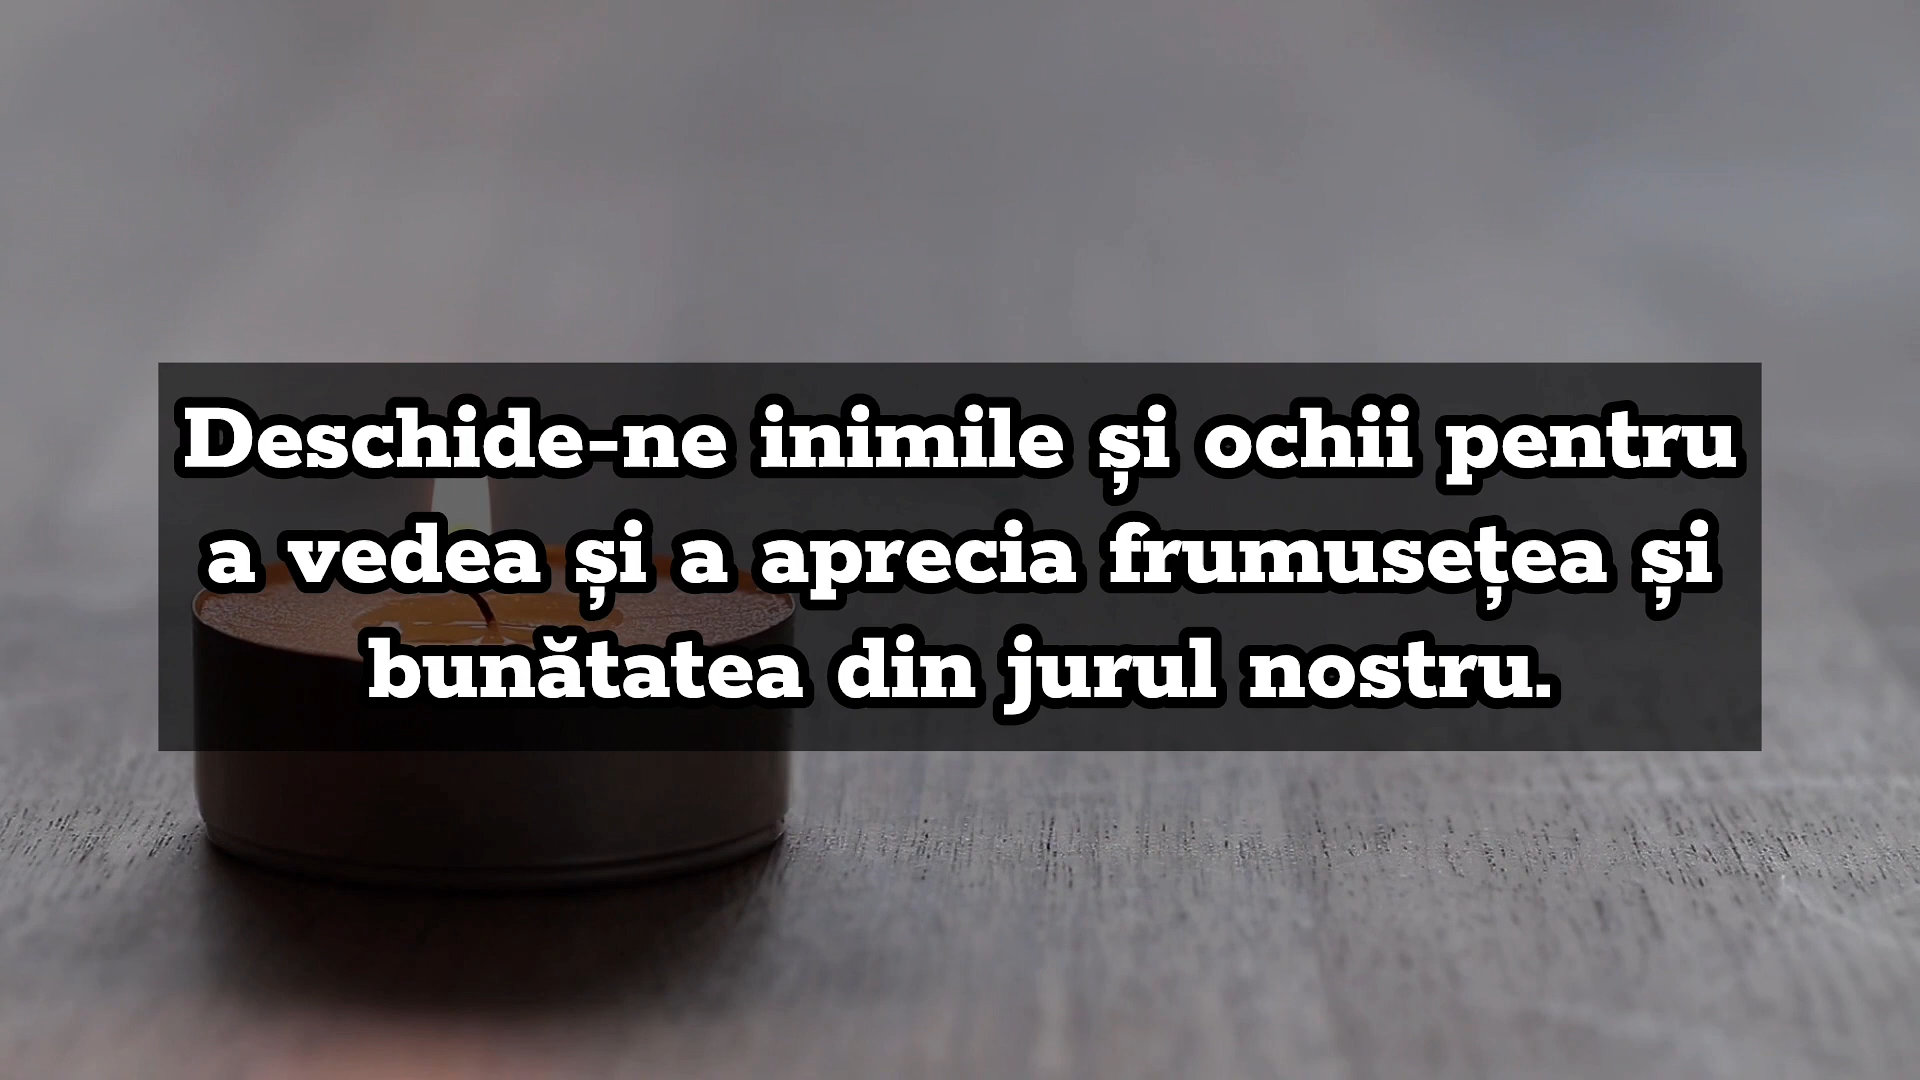 Deschide-ne inimile și ochii pentru
a vedea și a aprecia frumusețea și
bunătatea din jurul nostru.